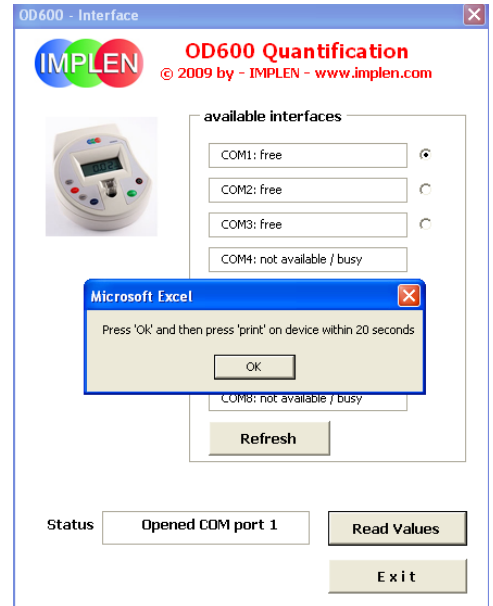 OD600 - Interface
IMPLEN
OD600 Quantification
© 2009 by - IMPLEN - www.implen.com
available interfaces
COM1: free
COM2: free
COM3: free
COM4: not available / busy
Microsoft Excel
Press 'Ok' and then press 'print' on device within 20 seconds
OK
COM8: not available / busy
Refresh
Status
Opened COM port 1
Read Values
Exit